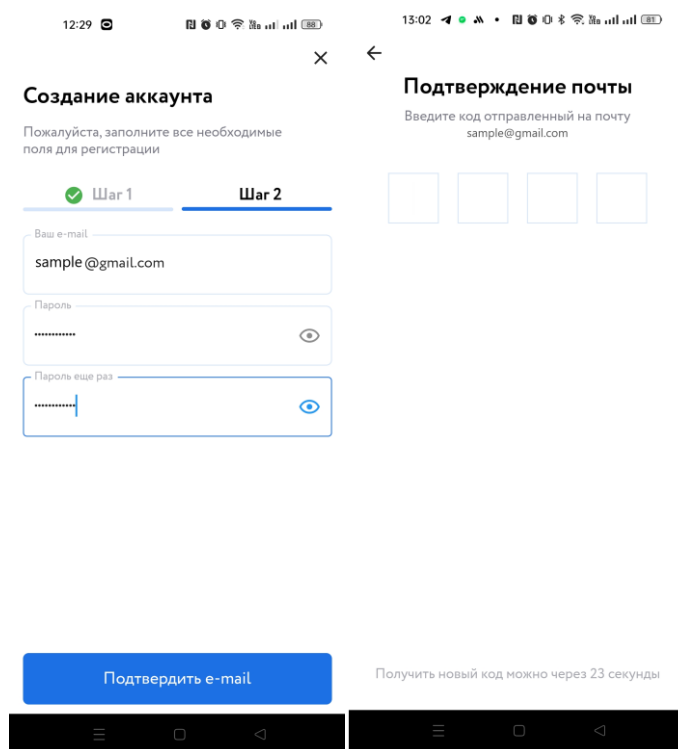 12:29
88
Создание аккаунта
Пожалуйста, заполните все необходимые
поля для регистрации
Шаг 1
Шаг 2
Ваш e-mail
sample@gmail.com
Пароль
••••••••••••
Пароль еще раз
••••••••••••
Подтвердить e-mail
13:02
81
Подтверждение почты
Введите код отправленный на почту
sample@gmail.com
Получить новый код можно через 23 секунды